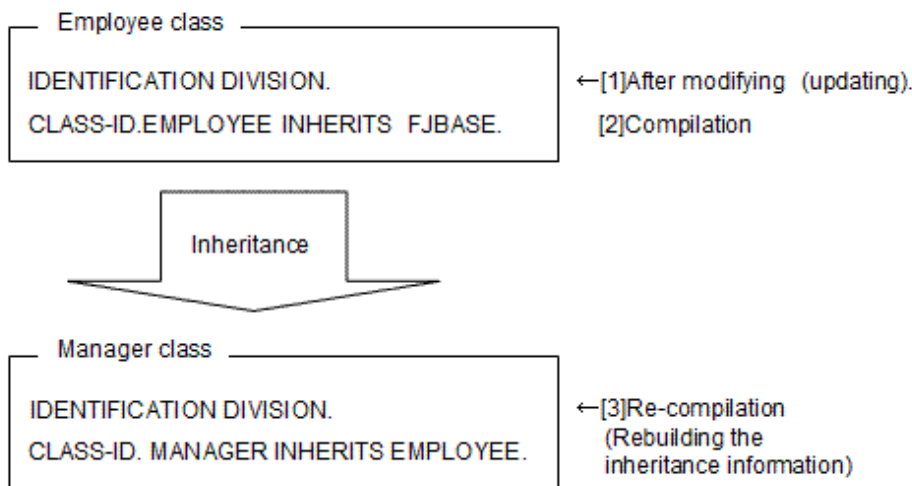 Employee class
IDENTIFICATION DIVISION.
←[1]After modifying (updating).
CLASS-ID.EMPLOYEE INHERITS FJBASE.
[2]Compilation
Inheritance
Manager class
IDENTIFICATION DIVISION.
←[3]Re-compilation
(Rebuilding the
CLASS-ID. MANAGER INHERITS EMPLOYEE.
inheritance information)